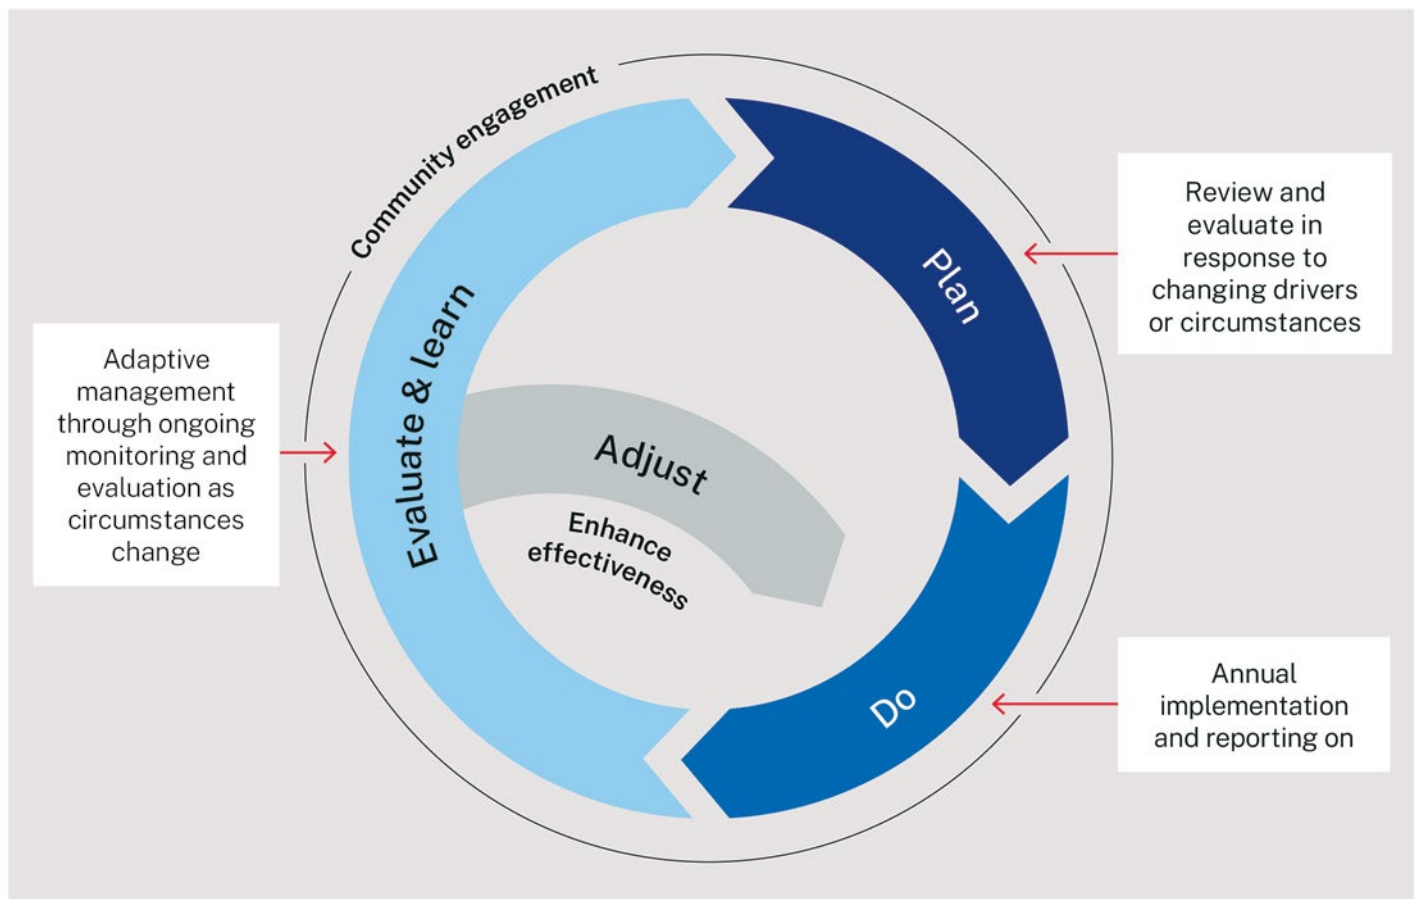 Community engagement
Plan
Review and
evaluate in
response to
changing drivers
or circumstances
Evaluate & learn
Adaptive
management
through ongoing
monitoring and
evaluation as
circumstances
change
Adjust
Enhance
effectiveness
Do
Annual
implementation
and reporting on